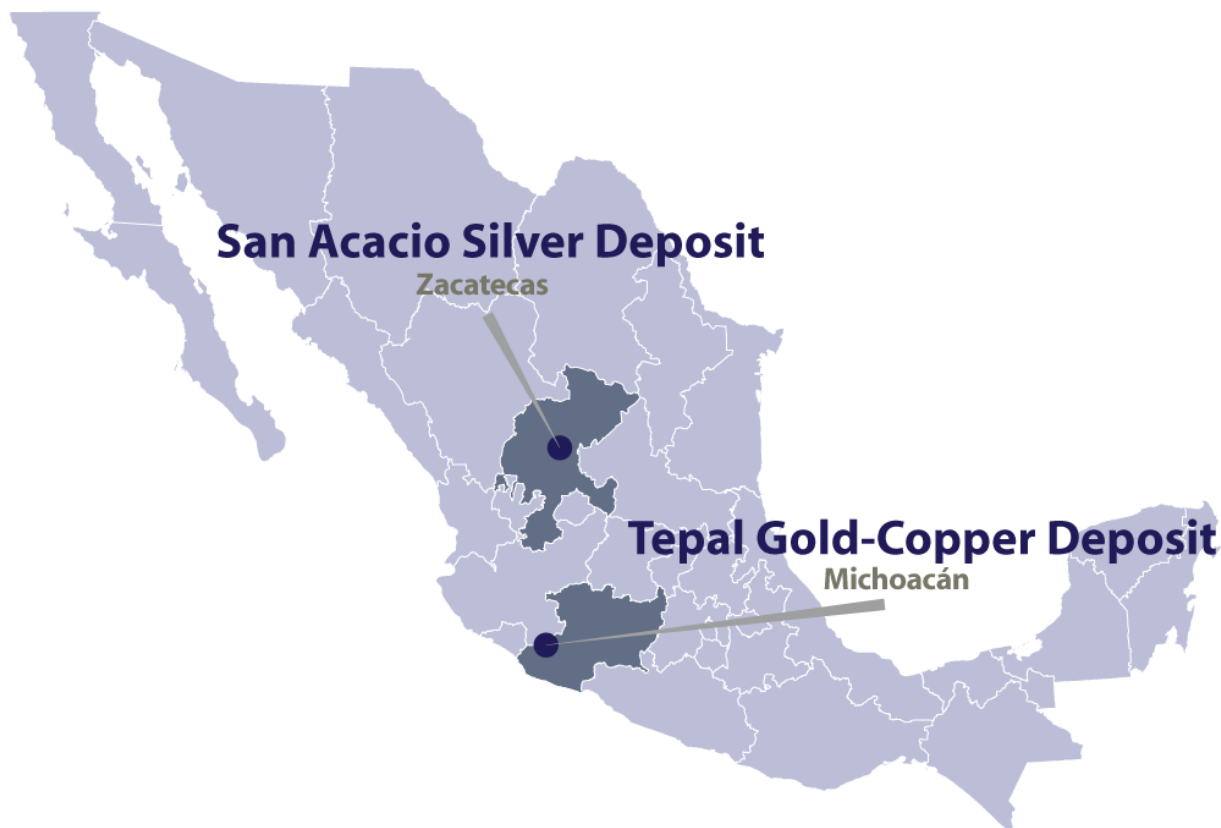 San Acacio Silver Deposit
Zacatecas
Tepal Gold-Copper Deposit
Michoacán